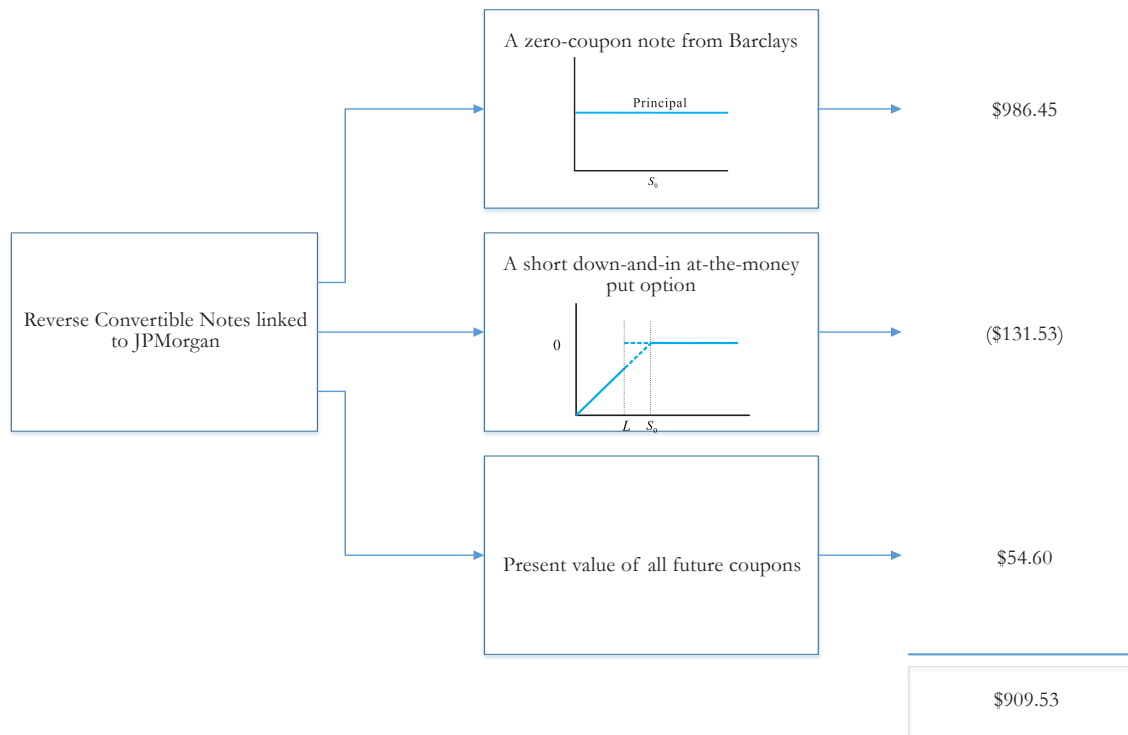 A zero-coupon note from Barclays
Principal
S₀
$986.45
Reverse Convertible Notes linked
to JPMorgan
A short down-and-in at-the-money
put option
0
L S₀
($131.53)
Present value of all future coupons
$54.60
$909.53